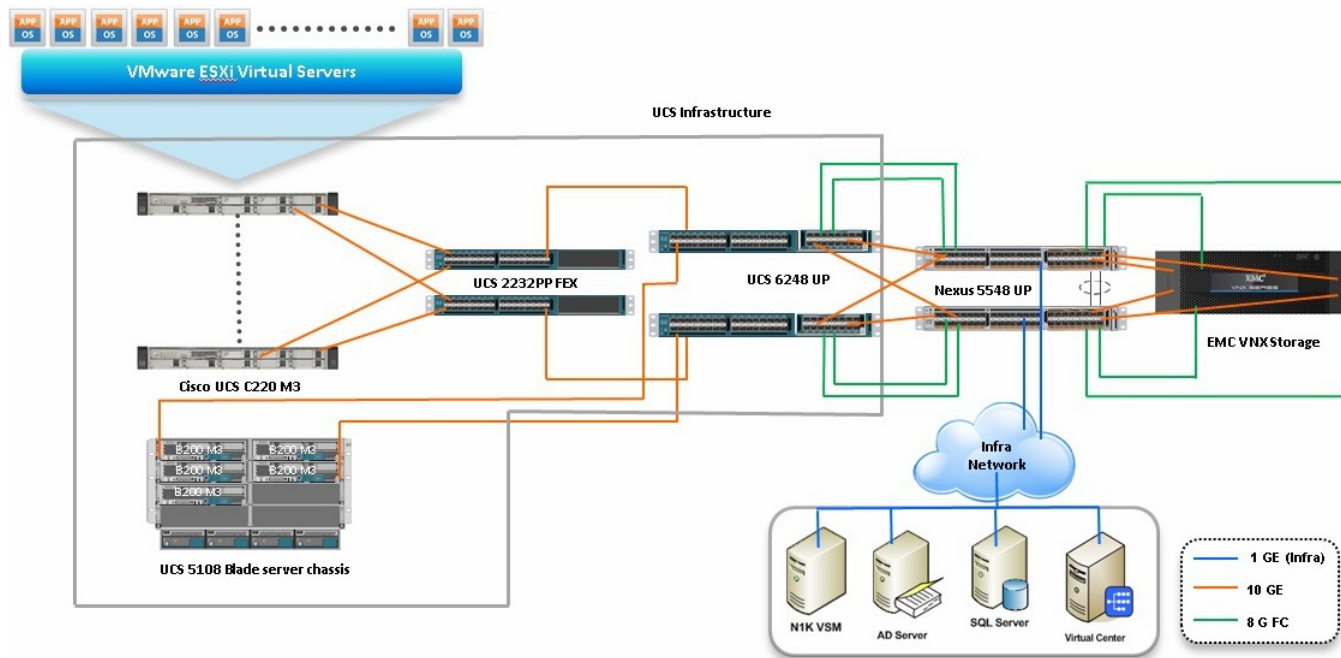 APP APP APP APP APP APP APP APP
OS OS OS OS OS OS OS OS
VMware ESXi Virtual Servers
UCS Infrastructure
UCS 2232PP FEX
UCS 6248 UP
Nexus 5548 UP
EMC²
VNX SERIES
EMC VNX Storage
Cisco UCS C220 M3
B200 M3 B200 M3
B200 M3 B200 M3
B200 M3
UCS 5108 Blade server chassis
Infra
Network
N1K VSM
AD Server
SQL Server
Virtual Center
1 GE (Infra)
10 GE
8 G FC